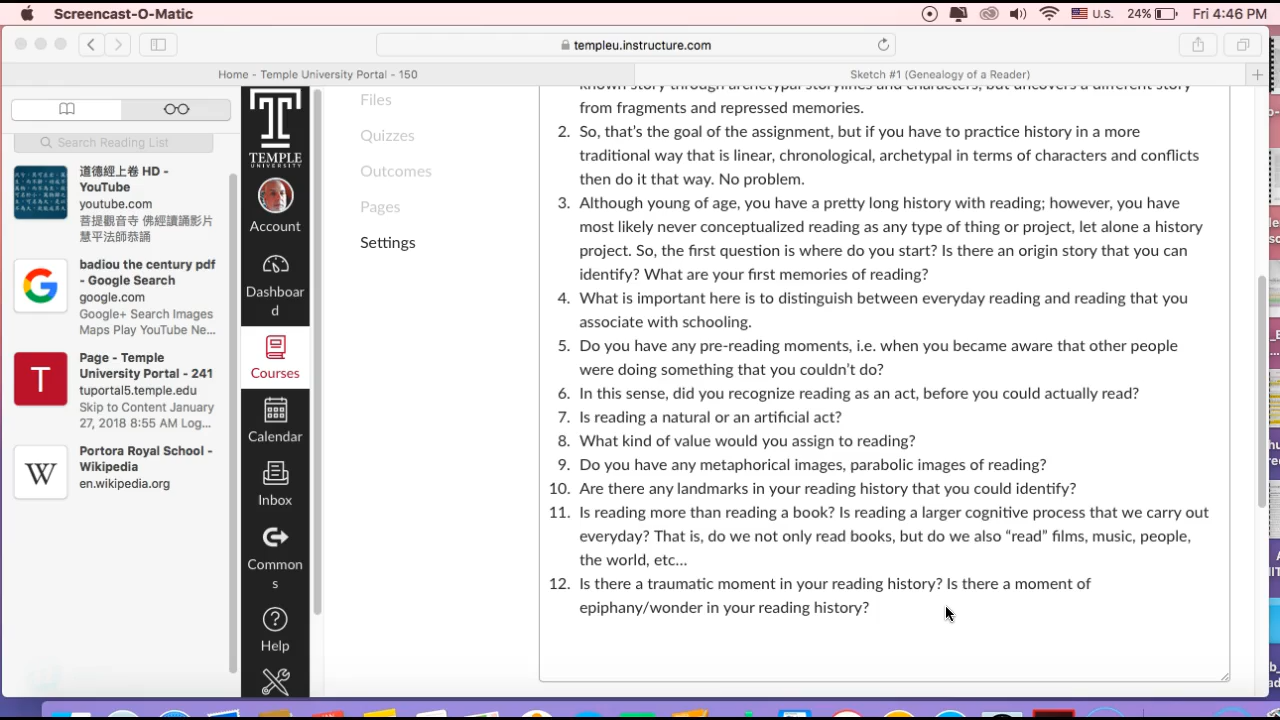 Screencast-O-Matic
U.S.
24%
Fri 4:46 PM
templeu.instructure.com
Home - Temple University Portal - 150
Sketch #1 (Genealogy of a Reader)
Search Reading List
道德經上卷 HD -
YouTube
youtube.com
菩提觀音寺 佛經讀誦影片
慧平法師恭誦
badiou the century pdf
- Google Search
google.com
Google+ Search Images
Maps Play YouTube Ne...
Page - Temple
University Portal - 241
tuportal5.temple.edu
Skip to Content January
27, 2018 8:55 AM Log...
Portora Royal School -
Wikipedia
en.wikipedia.org
TEMPLE
UNIVERSITY
Account
Dashboar
d
Courses
Calendar
Inbox
Common
s
Help
Files
Quizzes
Outcomes
Pages
Settings
known story through archetypal storylines and characters, but uncovers a different story
from fragments and repressed memories.
2. So, that's the goal of the assignment, but if you have to practice history in a more
traditional way that is linear, chronological, archetypal in terms of characters and conflicts
then do it that way. No problem.
3. Although young of age, you have a pretty long history with reading; however, you have
most likely never conceptualized reading as any type of thing or project, let alone a history
project. So, the first question is where do you start? Is there an origin story that you can
identify? What are your first memories of reading?
4. What is important here is to distinguish between everyday reading and reading that you
associate with schooling.
5. Do you have any pre-reading moments, i.e. when you became aware that other people
were doing something that you couldn't do?
6. In this sense, did you recognize reading as an act, before you could actually read?
7. Is reading a natural or an artificial act?
8. What kind of value would you assign to reading?
9. Do you have any metaphorical images, parabolic images of reading?
10. Are there any landmarks in your reading history that you could identify?
11. Is reading more than reading a book? Is reading a larger cognitive process that we carry out
everyday? That is, do we not only read books, but do we also “read” films, music, people,
the world, etc...
12. Is there a traumatic moment in your reading history? Is there a moment of
epiphany/wonder in your reading history?